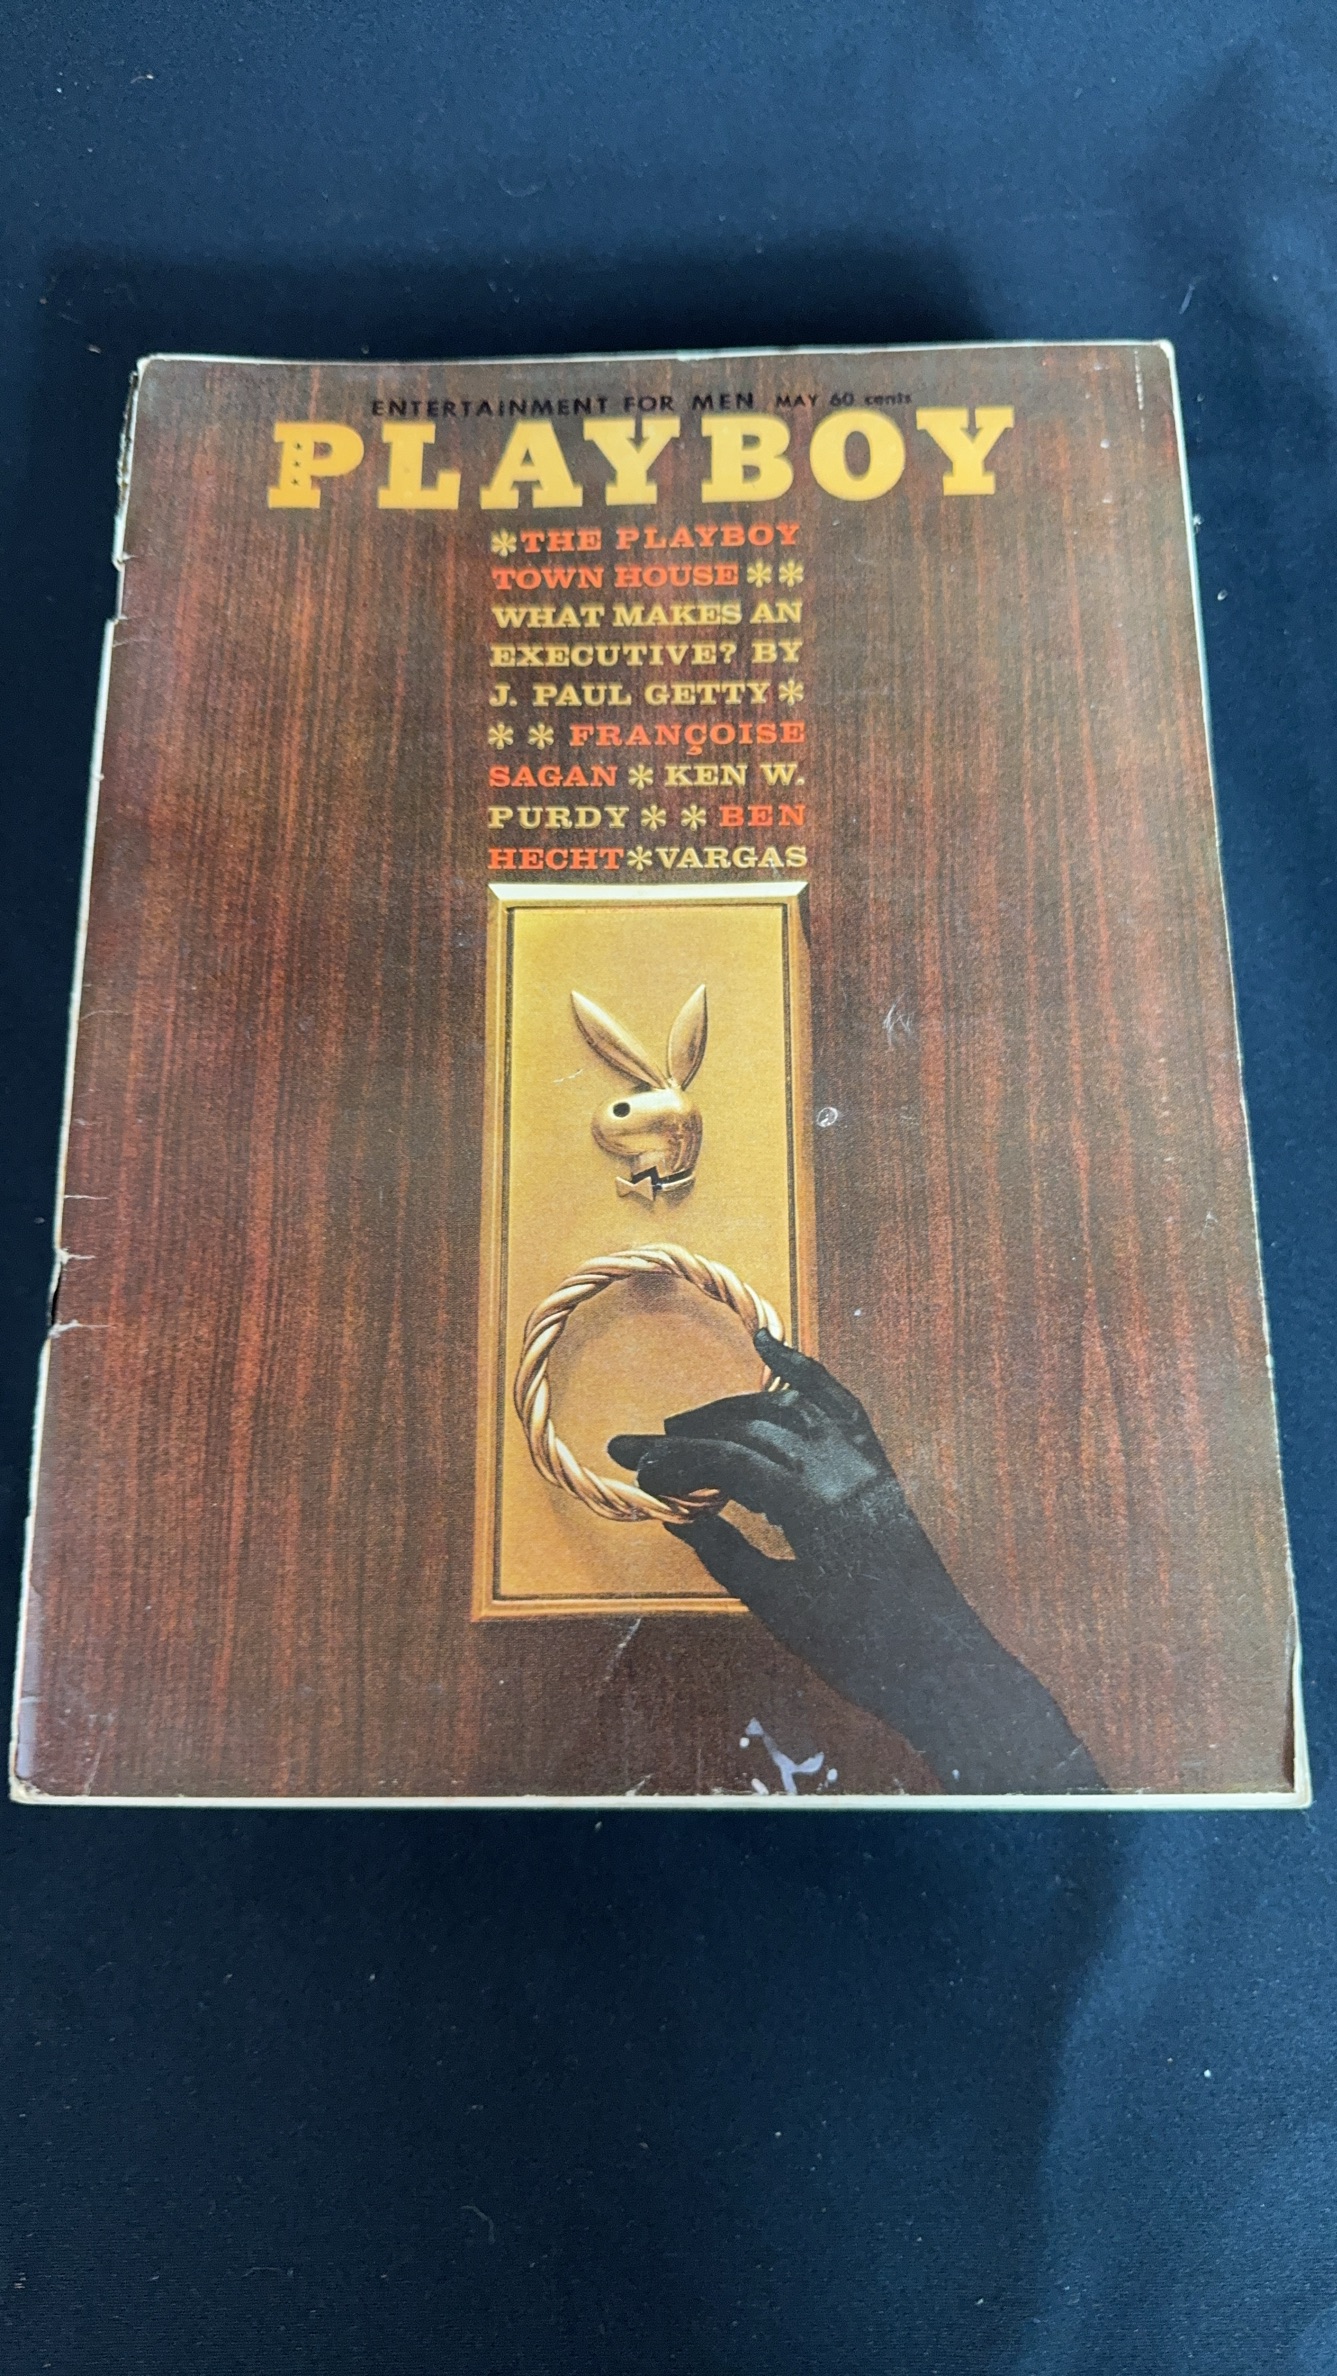 ENTERTAINMENT FOR MEN MAY 60 cents
PLAYBOY
*THE PLAYBOY
TOWN HOUSE**
WHAT MAKES AN
EXECUTIVE? BY
J. PAUL GETTY*
** FRANÇOISE
SAGAN*KEN W.
PURDY** BEN
HECHT*VARGAS